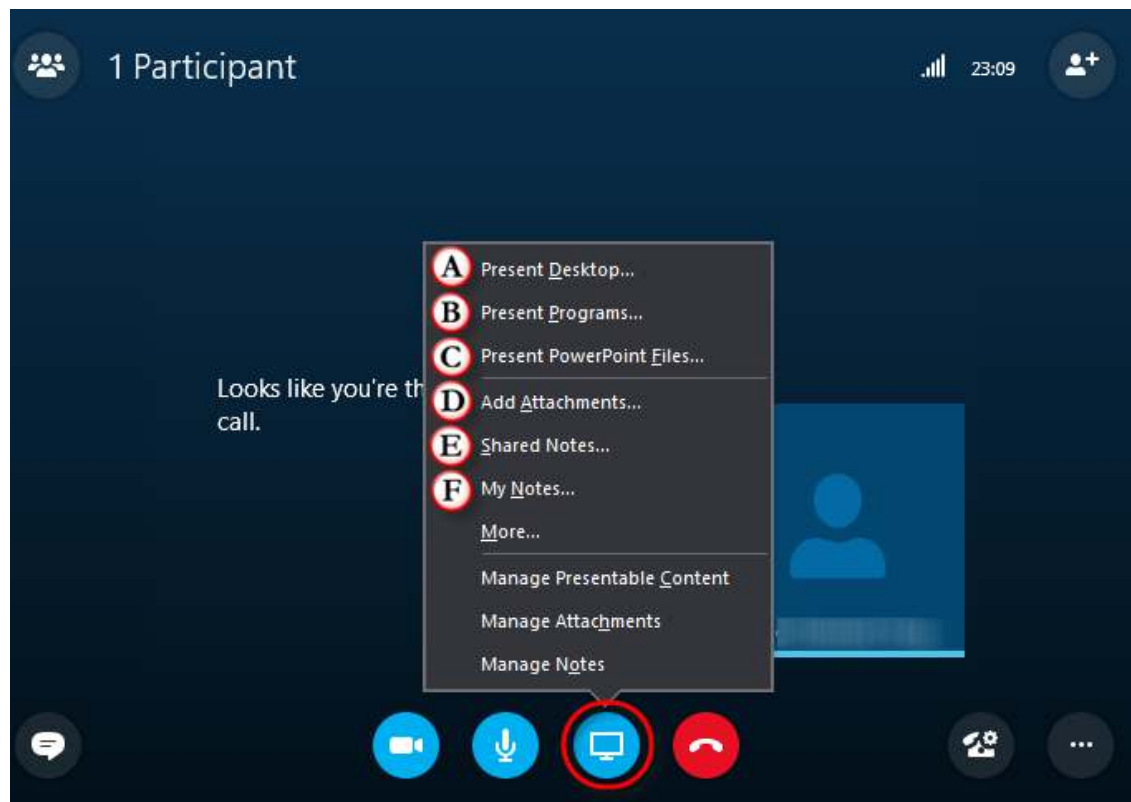 1 Participant
23:09
A Present Desktop...
B Present Programs...
C Present PowerPoint Files...
Looks like you're th
call.
D Add Attachments...
E Shared Notes...
F My Notes...
More...
Manage Presentable Content
Manage Attachments
Manage Notes